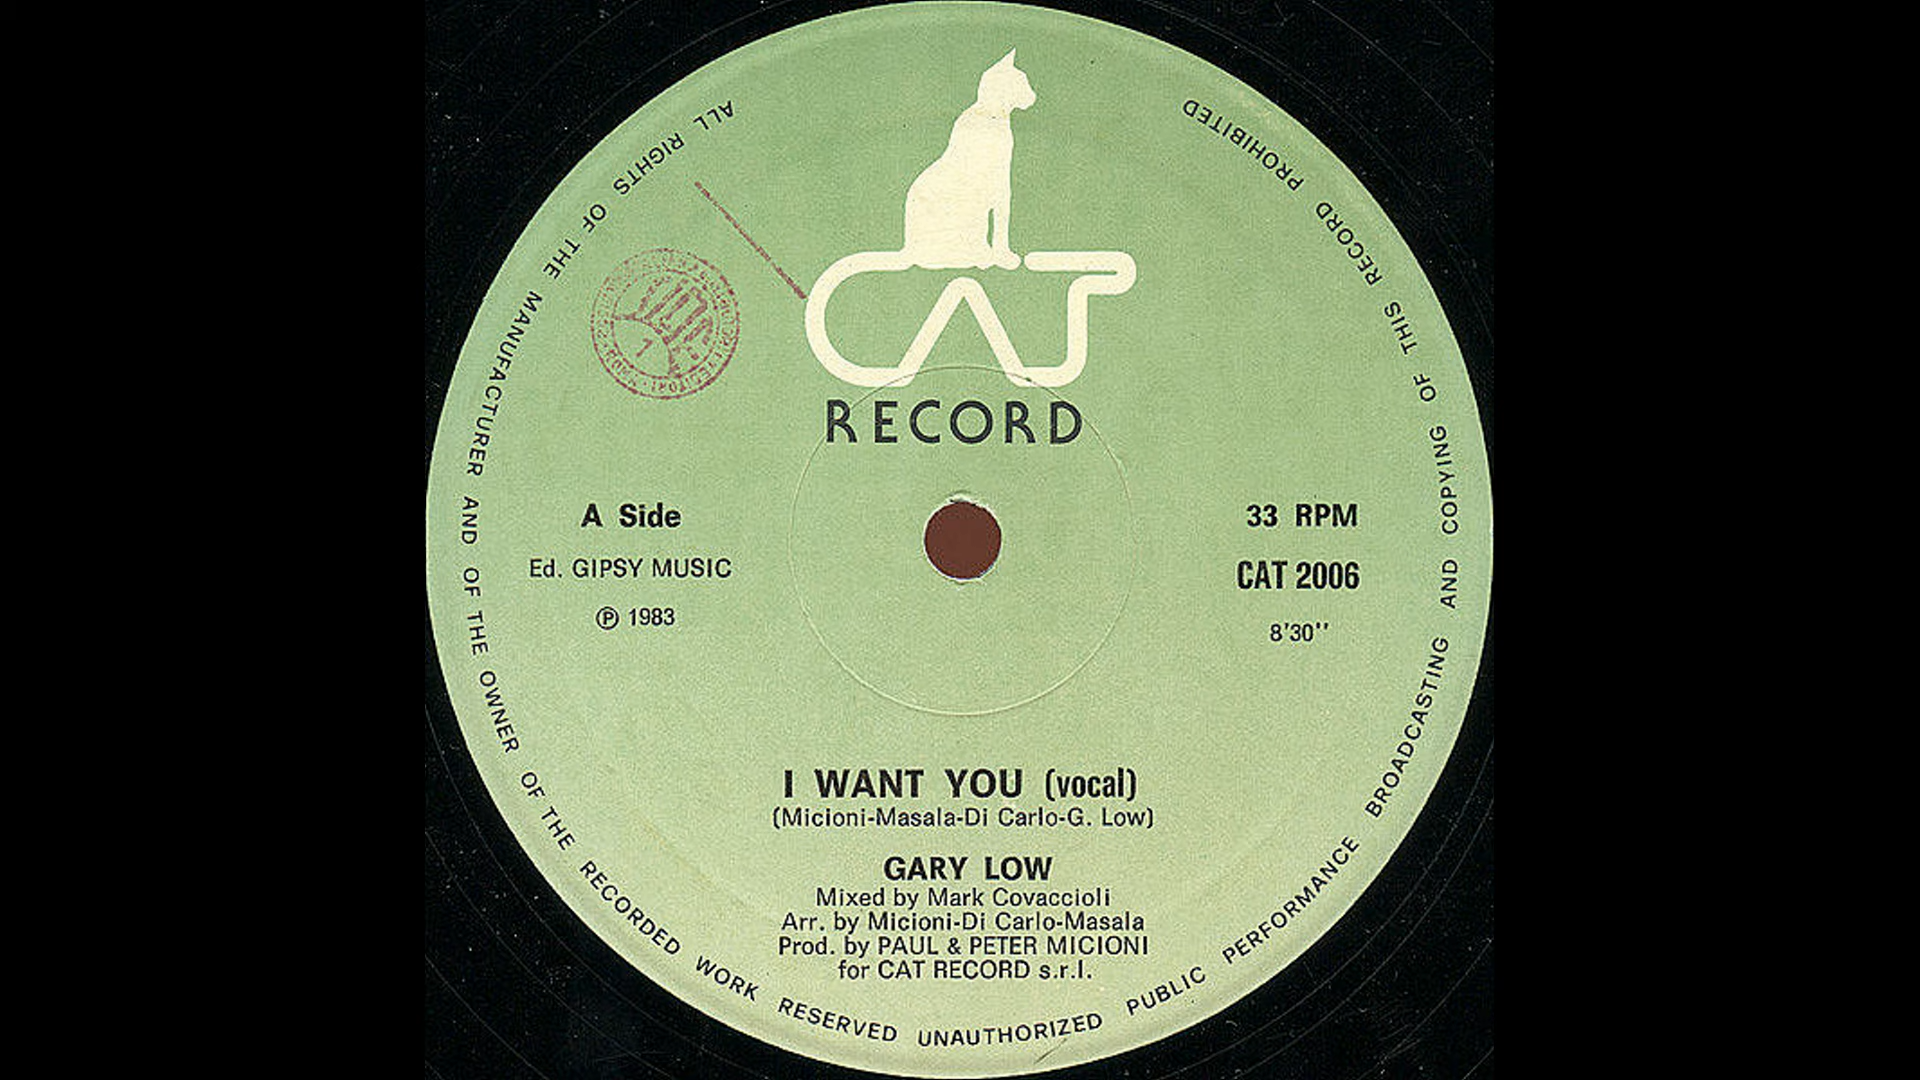 CAT
RECORD
A Side
Ed. GIPSY MUSIC
℗ 1983
33 RPM
CAT 2006
8'30''
I WANT YOU (vocal)
(Micioni-Masala-Di Carlo-G. Low)
GARY LOW
Mixed by Mark Covaccioli
Arr. by Micioni-Di Carlo-Masala
Prod. by PAUL & PETER MICIONI
for CAT RECORD s.r.l.
ALL RIGHTS OF THE MANUFACTURER AND OF THE OWNER OF THE RECORDED WORK RESERVED UNAUTHORIZED PUBLIC PERFORMANCE BROADCASTING AND COPYING OF THIS RECORD PROHIBITED